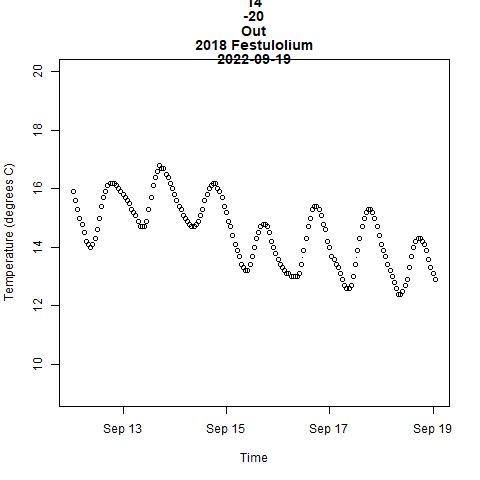 14
-20
Out
2018 Festulolium
2022-09-19
20
18
16
14
12
10
Temperature (degrees C)
Sep 13
Sep 15
Sep 17
Sep 19
Time